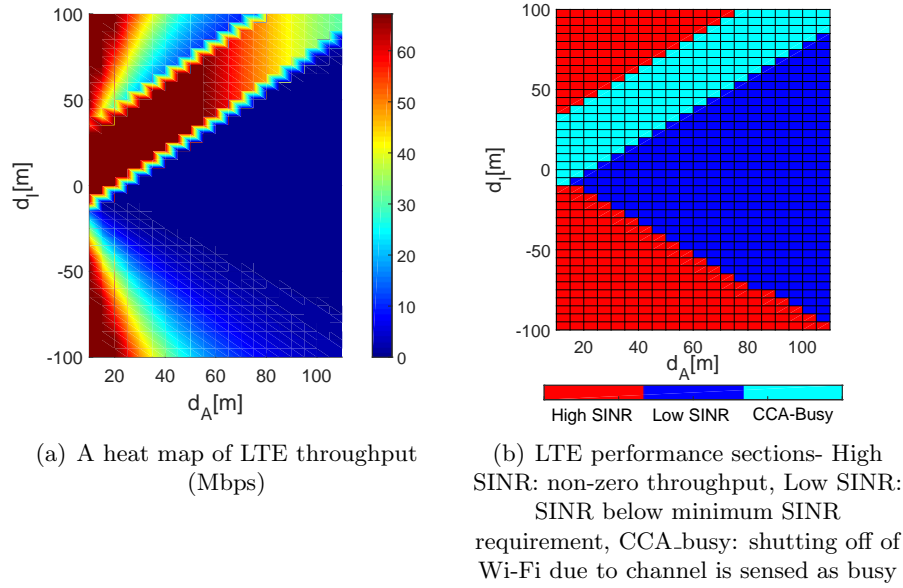 100
50
0
-50
-100
d_I[m]
20 40 60 80 100
d_A[m]
60
50
40
30
20
10
0
(a) A heat map of LTE throughput
(Mbps)
100
50
0
-50
-100
d_I[m]
20 40 60 80 100
d_A[m]
High SINR Low SINR CCA-Busy
(b) LTE performance sections- High
SINR: non-zero throughput, Low SINR:
SINR below minimum SINR
requirement, CCA_busy: shutting off of
Wi-Fi due to channel is sensed as busy